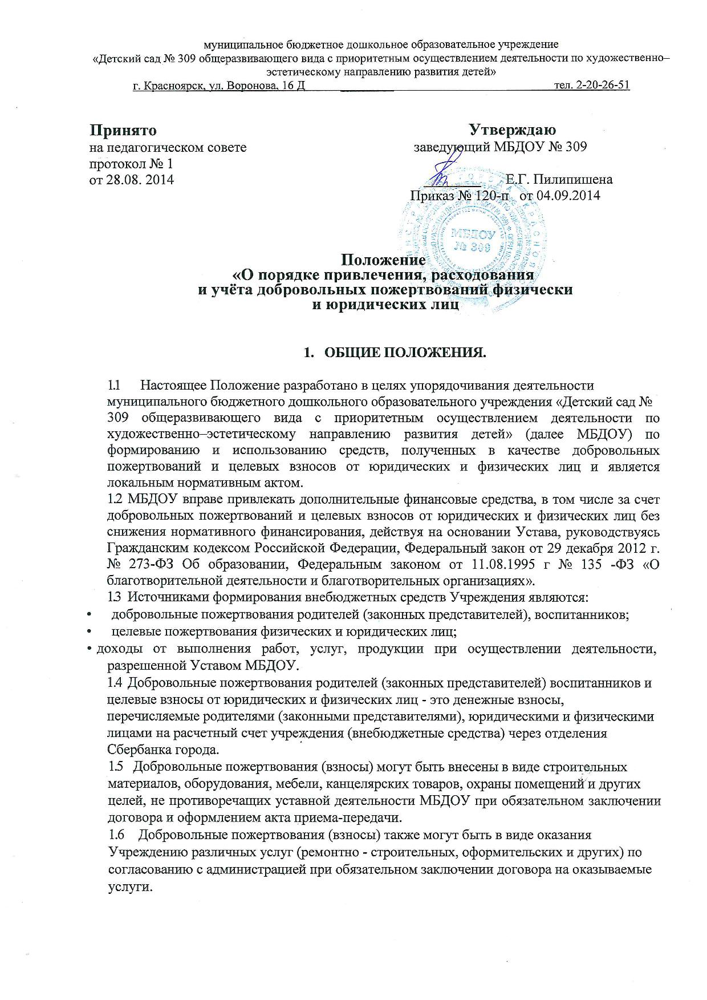 муниципальное бюджетное дошкольное образовательное учреждение
«Детский сад № 309 общеразвивающего вида с приоритетным осуществлением деятельности по художественно–
эстетическому направлению развития детей»
г. Красноярск, ул. Воронова, 16 Д тел. 2-20-26-51
Принято Утверждаю
на педагогическом совете заведующий МБДОУ № 309
протокол № 1
от 28.08. 2014 Е.Г. Пилипишена
Приказ № 120-п от 04.09.2014
МБДОУ
№ 309
Положение
«О порядке привлечения, расходования
и учёта добровольных пожертвований физически
и юридических лиц
1. ОБЩИЕ ПОЛОЖЕНИЯ.
1.1 Настоящее Положение разработано в целях упорядочивания деятельности
муниципального бюджетного дошкольного образовательного учреждения «Детский сад №
309 общеразвивающего вида с приоритетным осуществлением деятельности по
художественно–эстетическому направлению развития детей» (далее МБДОУ) по
формированию и использованию средств, полученных в качестве добровольных
пожертвований и целевых взносов от юридических и физических лиц и является
локальным нормативным актом.
1.2 МБДОУ вправе привлекать дополнительные финансовые средства, в том числе за счет
добровольных пожертвований и целевых взносов от юридических и физических лиц без
снижения нормативного финансирования, действуя на основании Устава, руководствуясь
Гражданским кодексом Российской Федерации, Федеральный закон от 29 декабря 2012 г.
№ 273-ФЗ Об образовании, Федеральным законом от 11.08.1995 г № 135 -ФЗ «О
благотворительной деятельности и благотворительных организациях».
1.3 Источниками формирования внебюджетных средств Учреждения являются:
• добровольные пожертвования родителей (законных представителей), воспитанников;
• целевые пожертвования физических и юридических лиц;
• доходы от выполнения работ, услуг, продукции при осуществлении деятельности,
разрешенной Уставом МБДОУ.
1.4 Добровольные пожертвования родителей (законных представителей) воспитанников и
целевые взносы от юридических и физических лиц - это денежные взносы,
перечисляемые родителями (законными представителями), юридическими и физическими
лицами на расчетный счет учреждения (внебюджетные средства) через отделения
Сбербанка города.
1.5 Добровольные пожертвования (взносы) могут быть внесены в виде строительных
материалов, оборудования, мебели, канцелярских товаров, охраны помещений и других
целей, не противоречащих уставной деятельности МБДОУ при обязательном заключении
договора и оформлением акта приема-передачи.
1.6 Добровольные пожертвования (взносы) также могут быть в виде оказания
Учреждению различных услуг (ремонтно - строительных, оформительских и других) по
согласованию с администрацией при обязательном заключении договора на оказываемые
услуги.